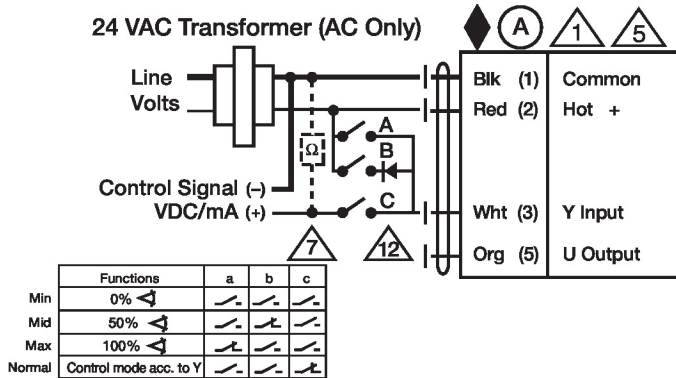 24 VAC Transformer (AC Only)
A 1 5
Line
Volts
Blk (1) Common
Red (2) Hot +
A
Ω
B
Control Signal (–)
VDC/mA (+)
C
Wht (3) Y Input
7 12
Org (5) U Output
Functions a b c
Min 0%
Mid 50%
Max 100%
Normal Control mode acc. to Y